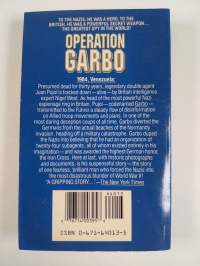 TO THE NAZIS, HE WAS A HERO. TO THE
BRITISH, HE WAS A POWERFUL SECRET WEAPON...
THE GREATEST SPY IN THE WORLD!
OPERATION
GARBO
1984, Venezuela:
Presumed dead for thirty years, legendary double agent
Juan Pujol is found — alive — by British intelligence
expert Nigel West. As head of the most powerful Nazi
espionage ring in Britain, Pujol — codenamed Garbo —
transmitted to the Führer a steady flow of disinformation
on Allied troop movements and plans. In one of the
most daring deception coups of all time, Garbo diverted the
Germans from the actual beaches of the Normandy
invasion, heading off a military catastrophe. Garbo duped
the Nazis into believing that he had an organization of
twenty-four subagents, all of whom existed entirely in his
imagination — and was awarded the highest German honor,
the Iron Cross. Here at last, with historic photographs
and documents, is his suspenseful story — the story of
one fearless, brilliant man who forced the Nazis into
the most disastrous blunder of World War II!
"A GRIPPING STORY..." —The New York Times
ISBN 0-671-64013-5